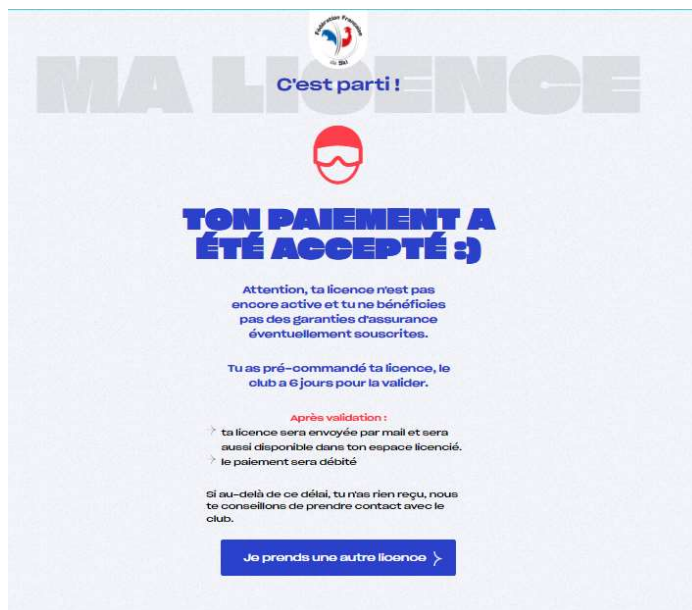 Fédération Française
de Ski
MA LICENCE
C'est parti !
TON PAIEMENT A
ÉTÉ ACCEPTÉ :)
Attention, ta licence n'est pas
encore active et tu ne bénéficies
pas des garanties d'assurance
éventuellement souscrites.
Tu as pré-commandé ta licence, le
club a 6 jours pour la valider.
Après validation :
ta licence sera envoyée par mail et sera
aussi disponible dans ton espace licencié.
le paiement sera débité
Si au-delà de ce délai, tu n'as rien reçu, nous
te conseillons de prendre contact avec le
club.
Je prends une autre licence